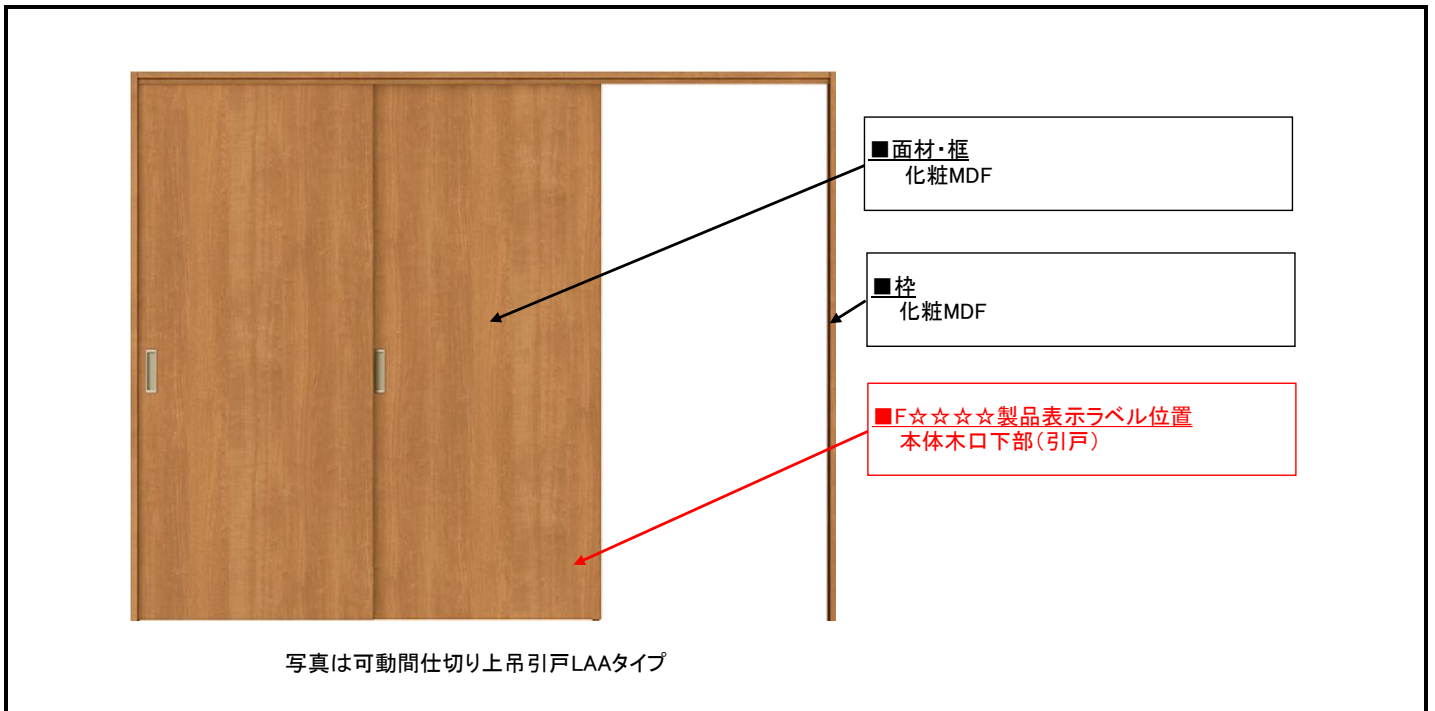 ■面材・框
化粧MDF
■枠
化粧MDF
■F☆☆☆☆製品表示ラベル位置
本体木口下部(引戸)
写真は可動間仕切り上吊引戸LAAタイプ